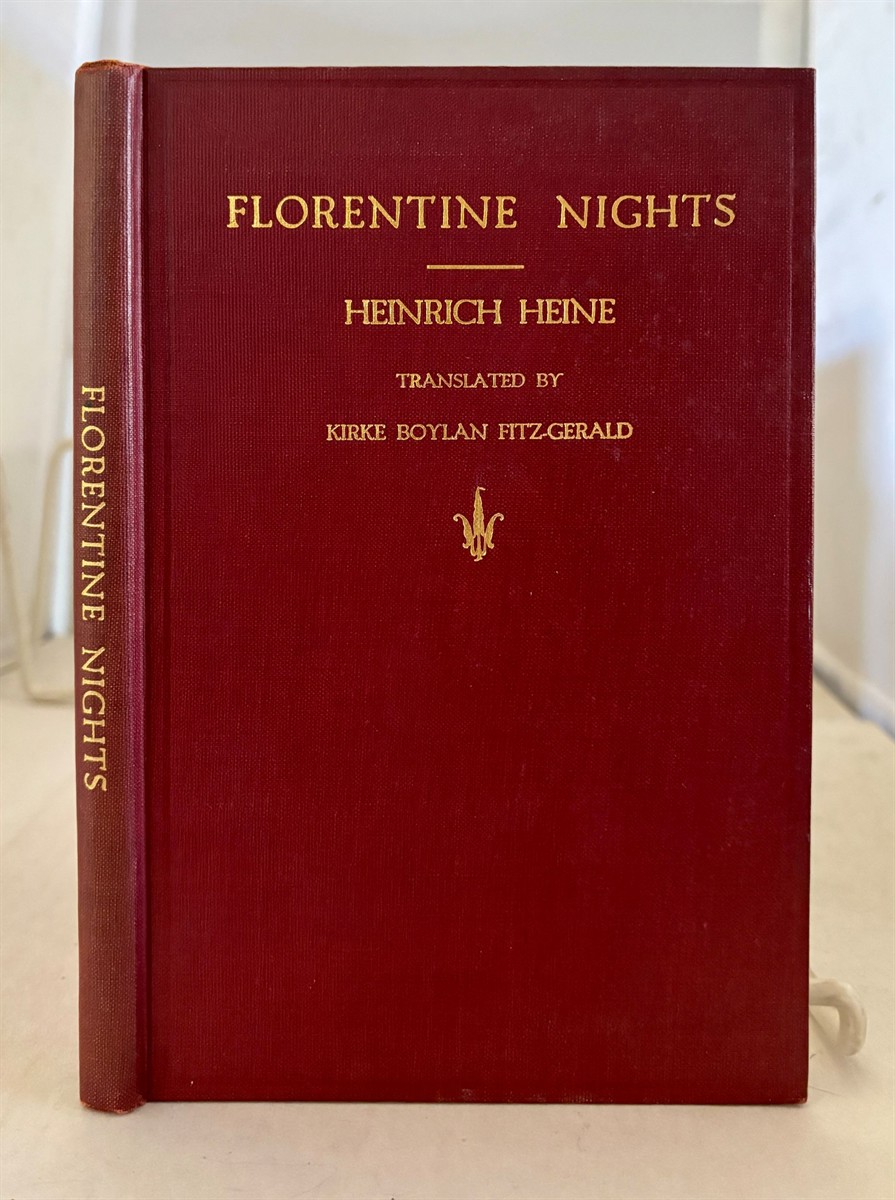 FLORENTINE NIGHTS
HEINRICH HEINE
TRANSLATED BY
KIRKE BOYLAN FITZ-GERALD
FLORENTINE NIGHTS